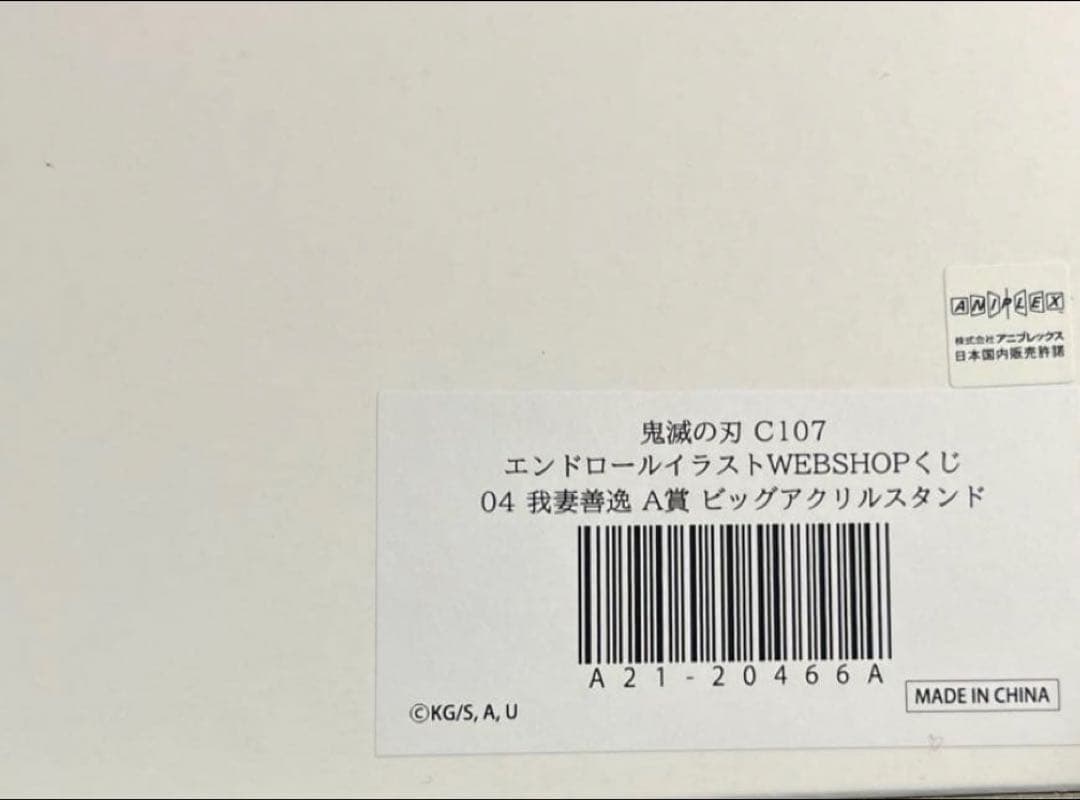 ANIPLEX
株式会社アニプレックス
日本国内販売許諾
鬼滅の刃 C107
エンドロールイラストWEBSHOPくじ
04 我妻善逸 A賞 ビッグアクリルスタンド
A21-20466A
MADE IN CHINA
©KG/S, A, U